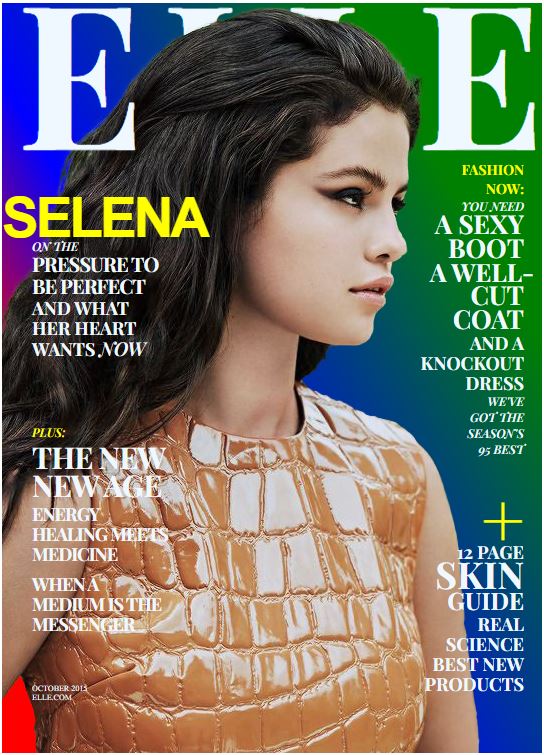 ELLE
SELENA
ON THE
PRESSURE TO
BE PERFECT
AND WHAT
HER HEART
WANTS NOW
PLUS:
THE NEW
NEW AGE
ENERGY
HEALING MEETS
MEDICINE
WHEN A
MEDIUM IS THE
MESSENGER
OCTOBER 2015
ELLE.COM
FASHION
NOW:
YOU NEED
A SEXY
BOOT
A WELL-
CUT
COAT
AND A
KNOCKOUT
DRESS
WE'VE
GOT THE
SEASON'S
95 BEST
+
12 PAGE
SKIN
GUIDE
REAL
SCIENCE
BEST NEW
PRODUCTS